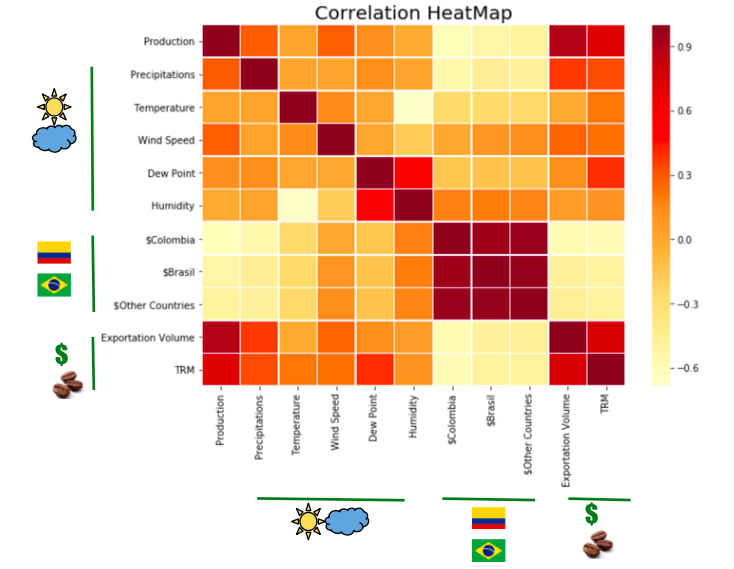 Correlation HeatMap
Production
Precipitations
Temperature
Wind Speed
Dew Point
Humidity
$Colombia
$Brasil
$Other Countries
Exportation Volume
TRM
0.9
0.6
0.3
0.0
−0.3
−0.6
Production
Precipitations
Temperature
Wind Speed
Dew Point
Humidity
$Colombia
$Brasil
$Other Countries
Exportation Volume
TRM
$
$